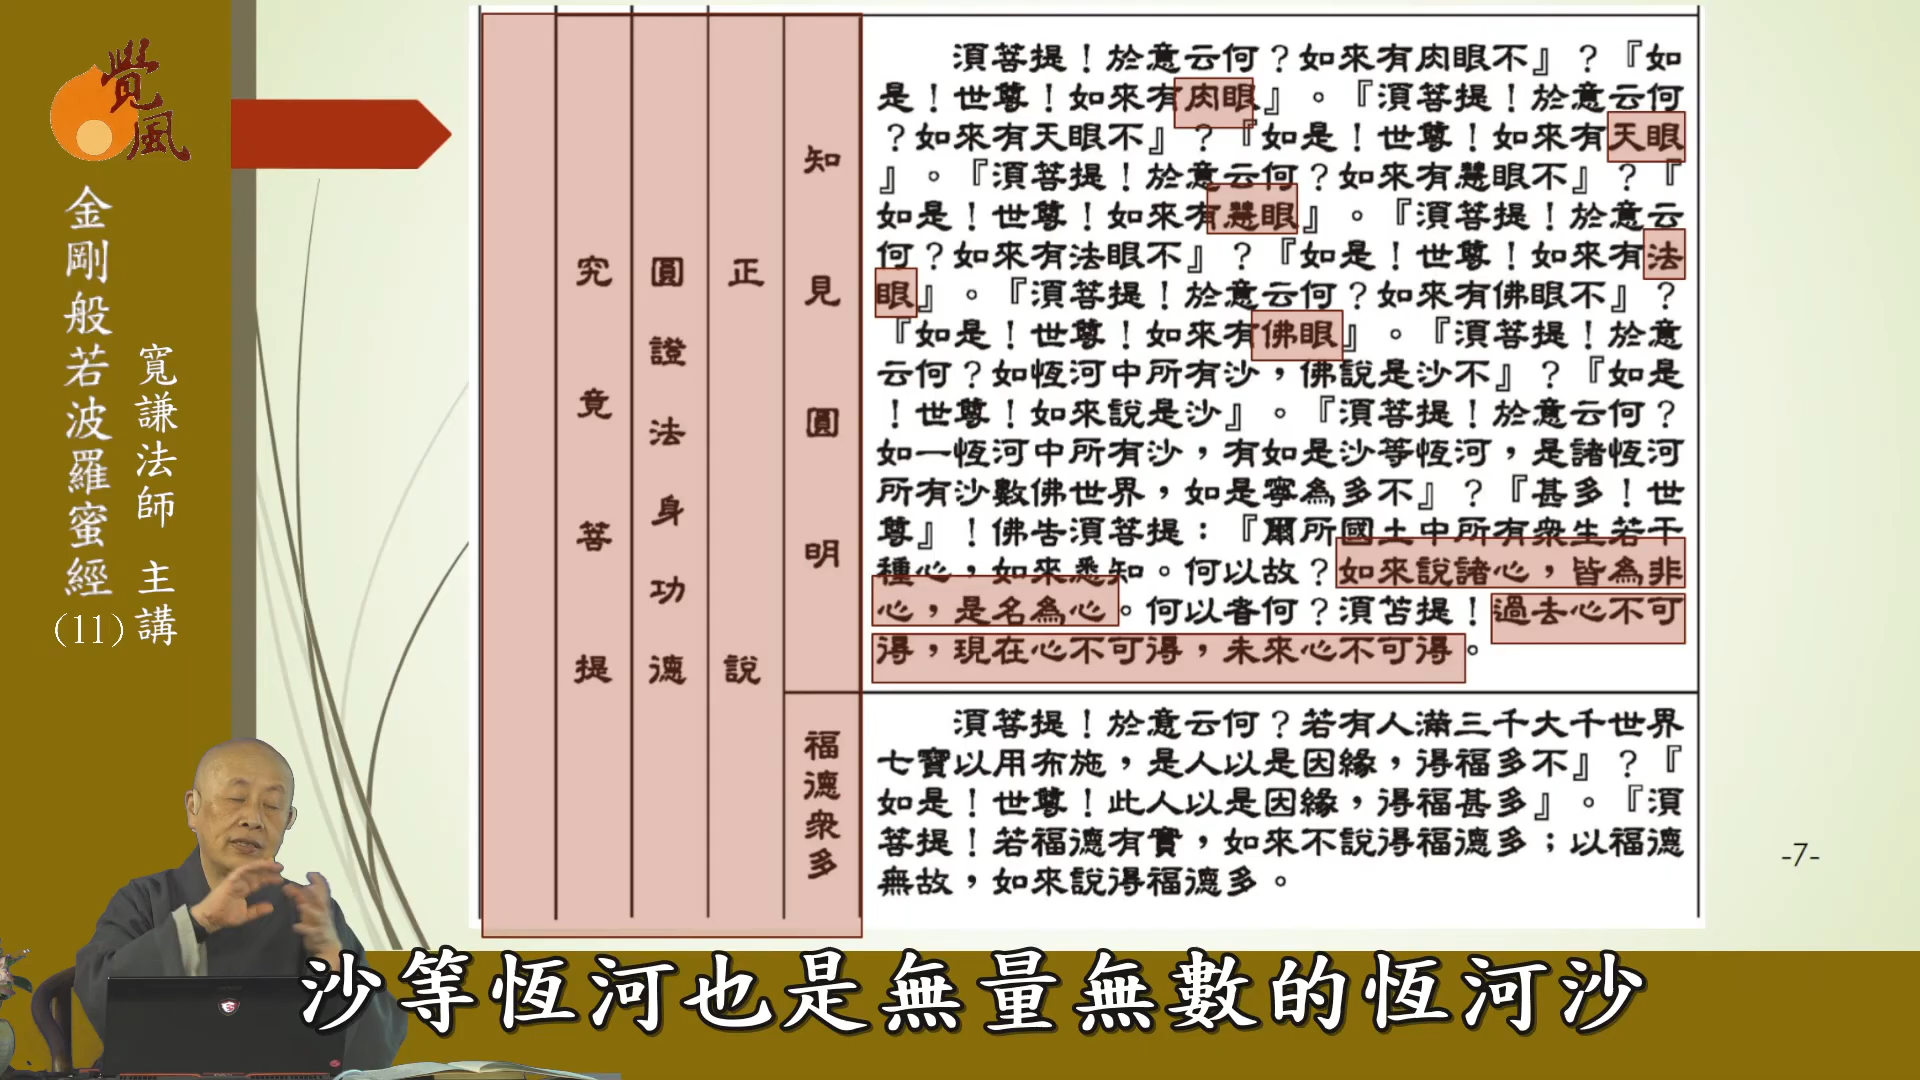 覺風
金剛般若波羅蜜經
(11)
寬謙法師 主講
究竟菩提
圓證法身功德
正說
知見圓明
須菩提！於意云何？如來有肉眼不』？『如
是！世尊！如來有肉眼』。『須菩提！於意云何
？如來有天眼不』？『如是！世尊！如來有天眼
』。『須菩提！於意云何？如來有慧眼不』？『
如是！世尊！如來有慧眼』。『須菩提！於意云
何？如來有法眼不』？『如是！世尊！如來有法
眼』。『須菩提！於意云何？如來有佛眼不』？
『如是！世尊！如來有佛眼』。『須菩提！於意
云何？如恆河中所有沙，佛說是沙不』？『如是
！世尊！如來說是沙』。『須菩提！於意云何？
如一恆河中所有沙，有如是沙等恆河，是諸恆河
所有沙數佛世界，如是寧為多不』？『甚多！世
尊』！佛告須菩提：『爾所國土中所有眾生若干
種心，如來悉知。何以故？如來說諸心，皆為非
心，是名為心。何以者何？須菩提！過去心不可
得，現在心不可得，未來心不可得。
福德衆多
須菩提！於意云何？若有人滿三千大千世界
七寶以用布施，是人以是因緣，得福多不』？『
如是！世尊！此人以是因緣，得福甚多』。『須
菩提！若福德有實，如來不說得福德多；以福德
無故，如來說得福德多。
-7-
沙等恆河也是無量無數的恆河沙